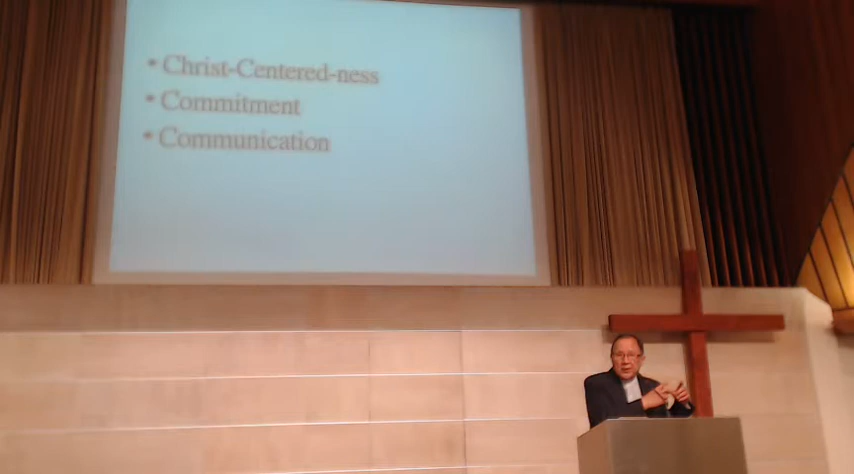 • Christ-Centered-ness
• Commitment
• Communication